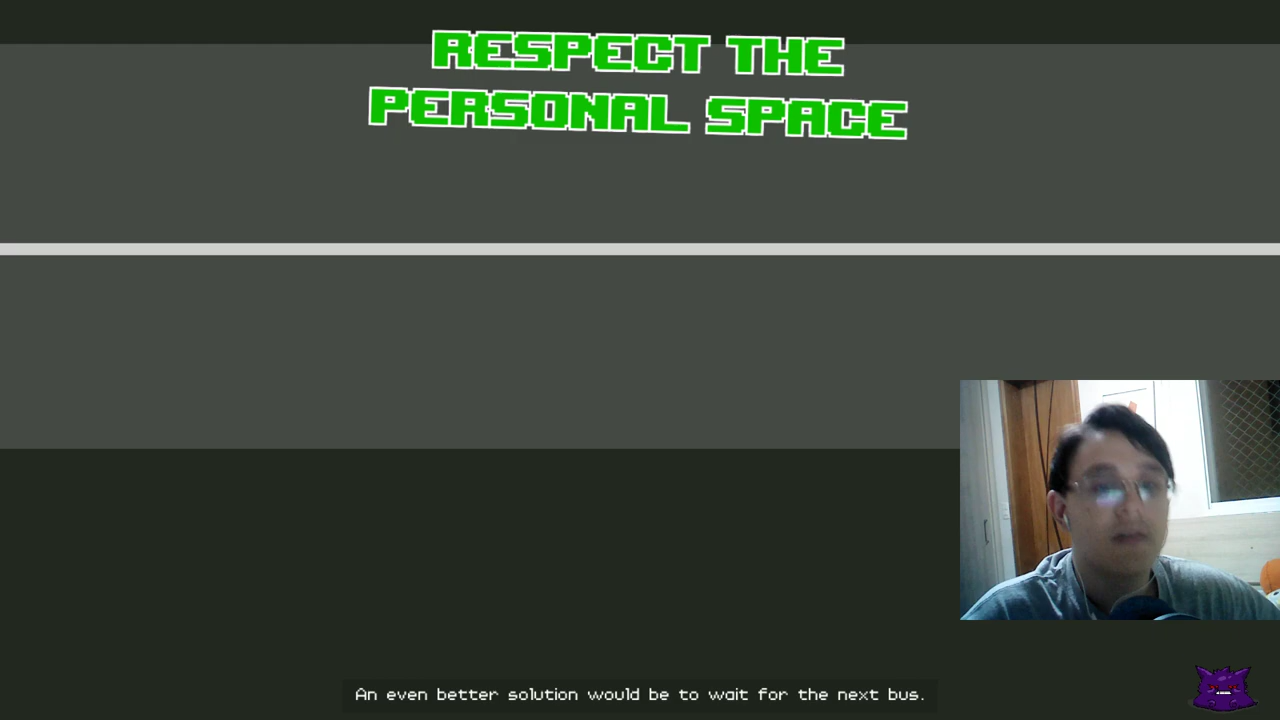 RESPECT THE
PERSONAL SPACE
An even better solution would be to wait for the next bus.